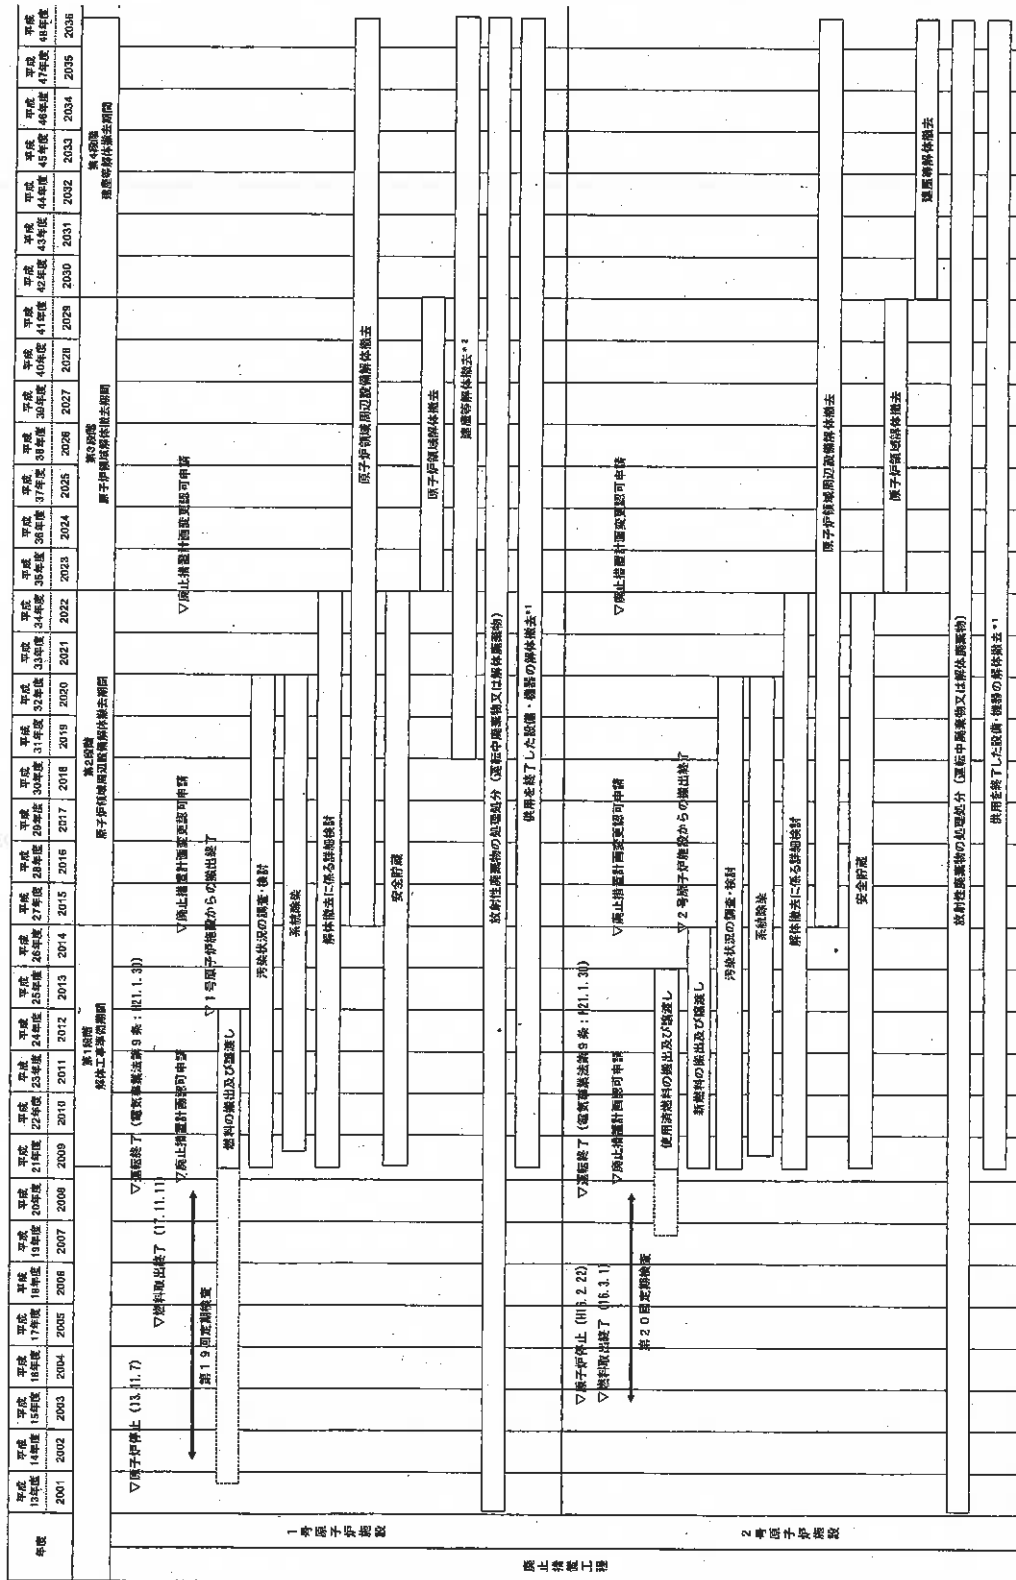 廃止措置工程
年度
平成13年度 平成14年度 平成15年度 平成16年度 平成17年度 平成18年度 平成19年度 平成20年度 平成21年度 平成22年度 平成23年度 平成24年度 平成25年度 平成26年度 平成27年度 平成28年度 平成29年度 平成30年度 平成31年度 平成32年度 平成33年度 平成34年度 平成35年度 平成36年度 平成37年度 平成38年度 平成39年度 平成40年度 平成41年度 平成42年度 平成43年度 平成44年度 平成45年度 平成46年度 平成47年度 平成48年度
2001 2002 2003 2004 2005 2006 2007 2008 2009 2010 2011 2012 2013 2014 2015 2016 2017 2018 2019 2020 2021 2022 2023 2024 2025 2026 2027 2028 2029 2030 2031 2032 2033 2034 2035 2036
第1段階
解体工事準備期間
第2段階
原子炉領域周辺設備解体撤去期間
第3段階
原子炉領域解体撤去期間
第4段階
建屋等解体撤去期間
1号原子炉施設
▽原子炉停止 (13.11.7)
▽運転終了 (電気事業法第9条:H21.1.30)
▽燃料取出終了 (17.11.11)
▽廃止措置計画認可申請
▽廃止措置計画変更認可申請
▽廃止措置計画変更認可申請
第19回定期検査
▽1号原子炉施設からの搬出終了
燃料の搬出及び譲渡し
汚染状況の調査・検討
系統除染
解体撤去に係る詳細検討
原子炉領域周辺設備解体撤去
安全貯蔵
原子炉領域解体撤去
建屋等解体撤去*2
放射性廃棄物の処理処分 (運転中廃棄物又は解体廃棄物)
供用を終了した設備・機器の解体撤去*1
2号原子炉施設
▽原子炉停止 (H16.2.22)
▽運転終了 (電気事業法第9条:H21.1.30)
▽燃料取出終了 (16.3.1)
▽廃止措置計画認可申請
▽廃止措置計画変更認可申請
▽廃止措置計画変更認可申請
第20回定期検査
使用済燃料の搬出及び譲渡し
▽2号原子炉施設からの搬出終了
新燃料の搬出及び譲渡し
汚染状況の調査・検討
系統除染
解体撤去に係る詳細検討
原子炉領域周辺設備解体撤去
安全貯蔵
原子炉領域解体撤去
建屋等解体撤去
放射性廃棄物の処理処分 (運転中廃棄物又は解体廃棄物)
供用を終了した設備・機器の解体撤去*1